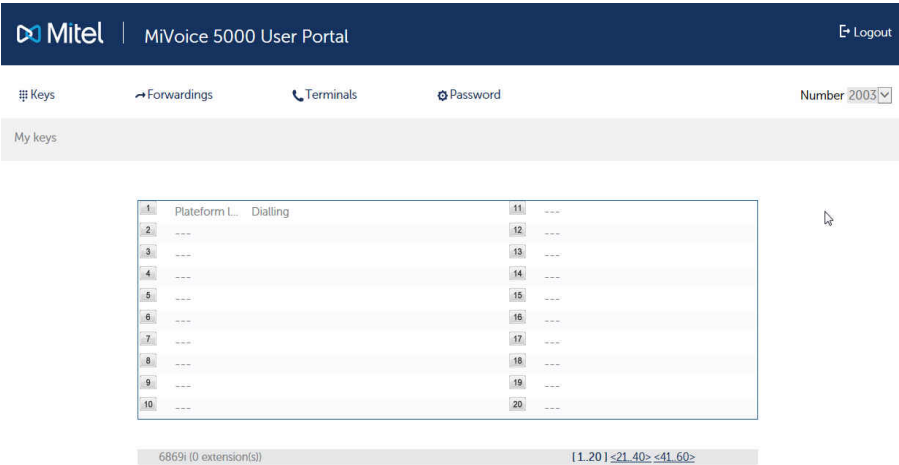 Mitel | MiVoice 5000 User Portal Logout
Keys Forwardings Terminals Password Number 2003
My keys
1 Plateform I... Dialling 11 ---
2 --- 12 ---
3 --- 13 ---
4 --- 14 ---
5 --- 15 ---
6 --- 16 ---
7 --- 17 ---
8 --- 18 ---
9 --- 19 ---
10 --- 20 ---
6869i (0 extension(s)) [1..20] <21..40> <41..60>